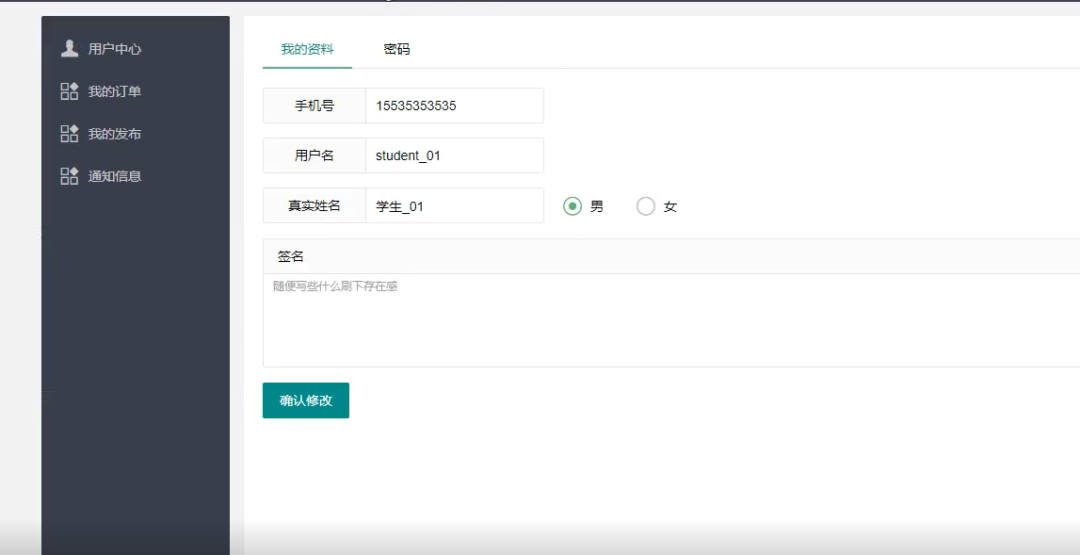 用户中心
我的订单
我的发布
通知信息
我的资料 密码
手机号 15535353535
用户名 student_01
真实姓名 学生_01 男 女
签名
随便写些什么刷下存在感
确认修改